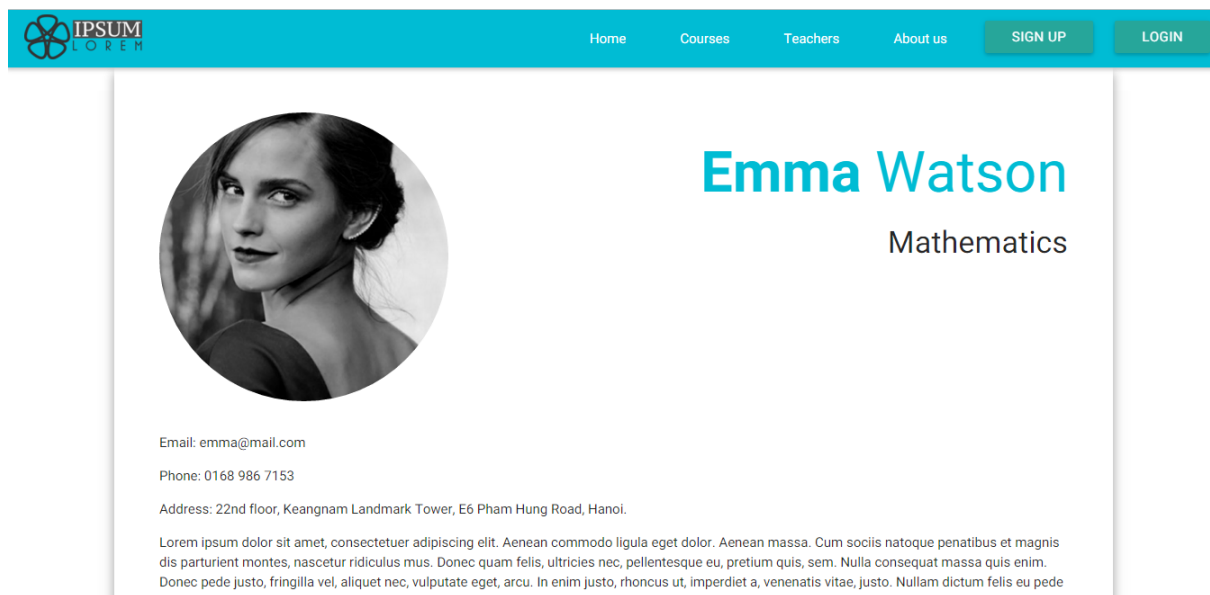 IPSUM
LOREM
Home Courses Teachers About us SIGN UP LOGIN
Emma Watson
Mathematics
Email: emma@mail.com
Phone: 0168 986 7153
Address: 22nd floor, Keangnam Landmark Tower, E6 Pham Hung Road, Hanoi.
Lorem ipsum dolor sit amet, consectetuer adipiscing elit. Aenean commodo ligula eget dolor. Aenean massa. Cum sociis natoque penatibus et magnis
dis parturient montes, nascetur ridiculus mus. Donec quam felis, ultricies nec, pellentesque eu, pretium quis, sem. Nulla consequat massa quis enim.
Donec pede justo, fringilla vel, aliquet nec, vulputate eget, arcu. In enim justo, rhoncus ut, imperdiet a, venenatis vitae, justo. Nullam dictum felis eu pede